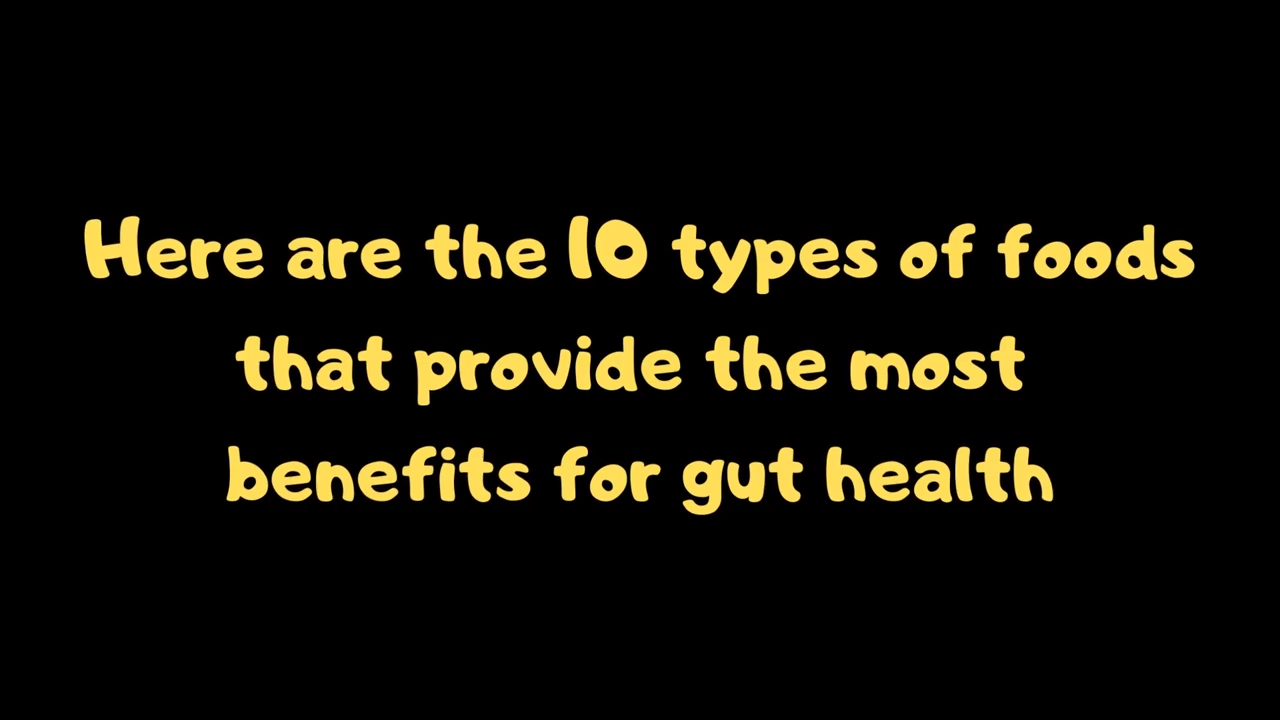 Here are the 10 types of foods
that provide the most
benefits for gut health